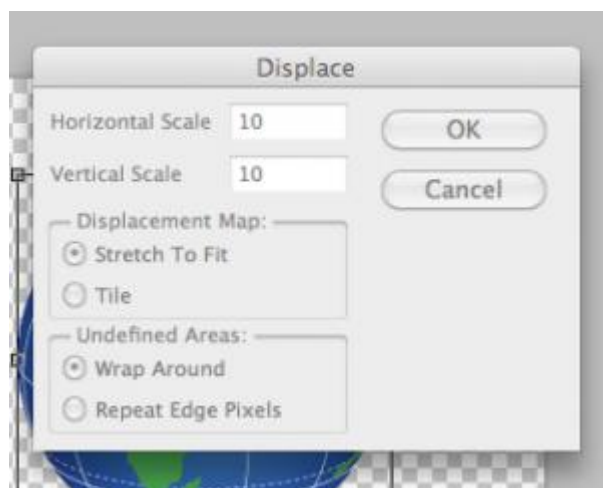 Displace
Horizontal Scale 10
OK
Vertical Scale 10
Cancel
Displacement Map:
Stretch To Fit
Tile
Undefined Areas:
Wrap Around
Repeat Edge Pixels